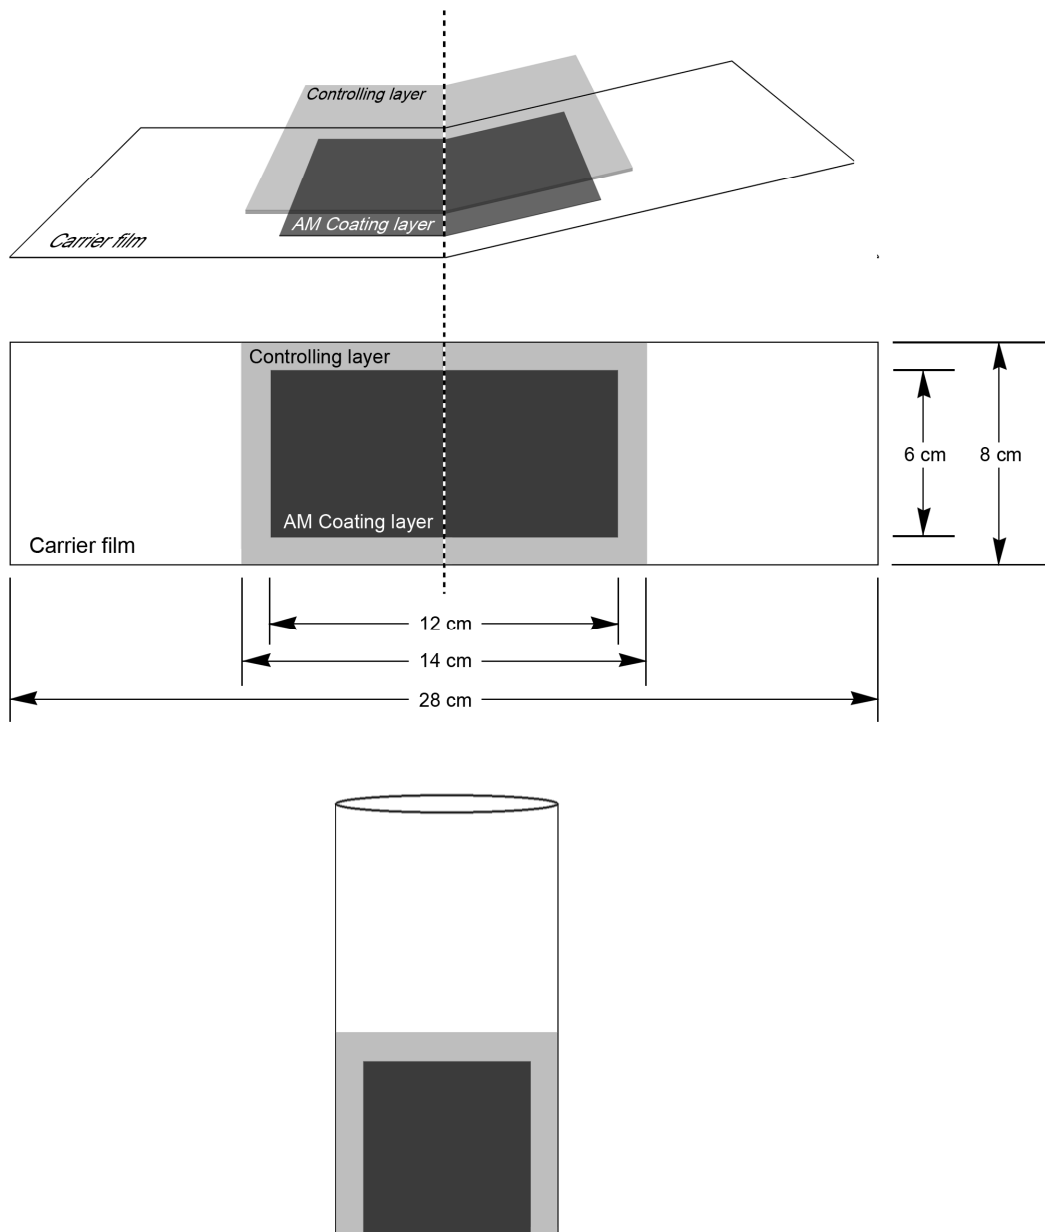 Controlling layer
AM Coating layer
Carrier film
Controlling layer
AM Coating layer
Carrier film
6 cm
8 cm
12 cm
14 cm
28 cm